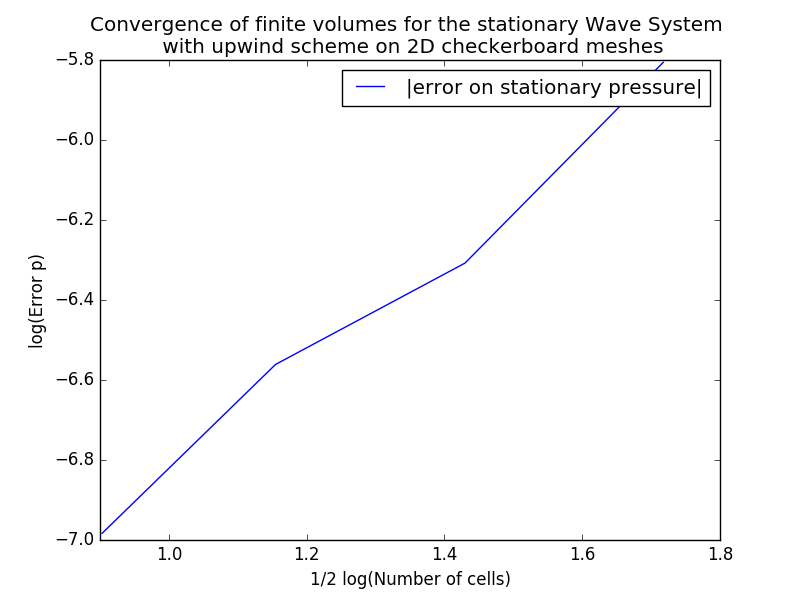 Convergence of finite volumes for the stationary Wave System
with upwind scheme on 2D checkerboard meshes
|error on stationary pressure|
−5.8
−6.0
−6.2
−6.4
−6.6
−6.8
−7.0
log(Error p)
1.0 1.2 1.4 1.6 1.8
1/2 log(Number of cells)